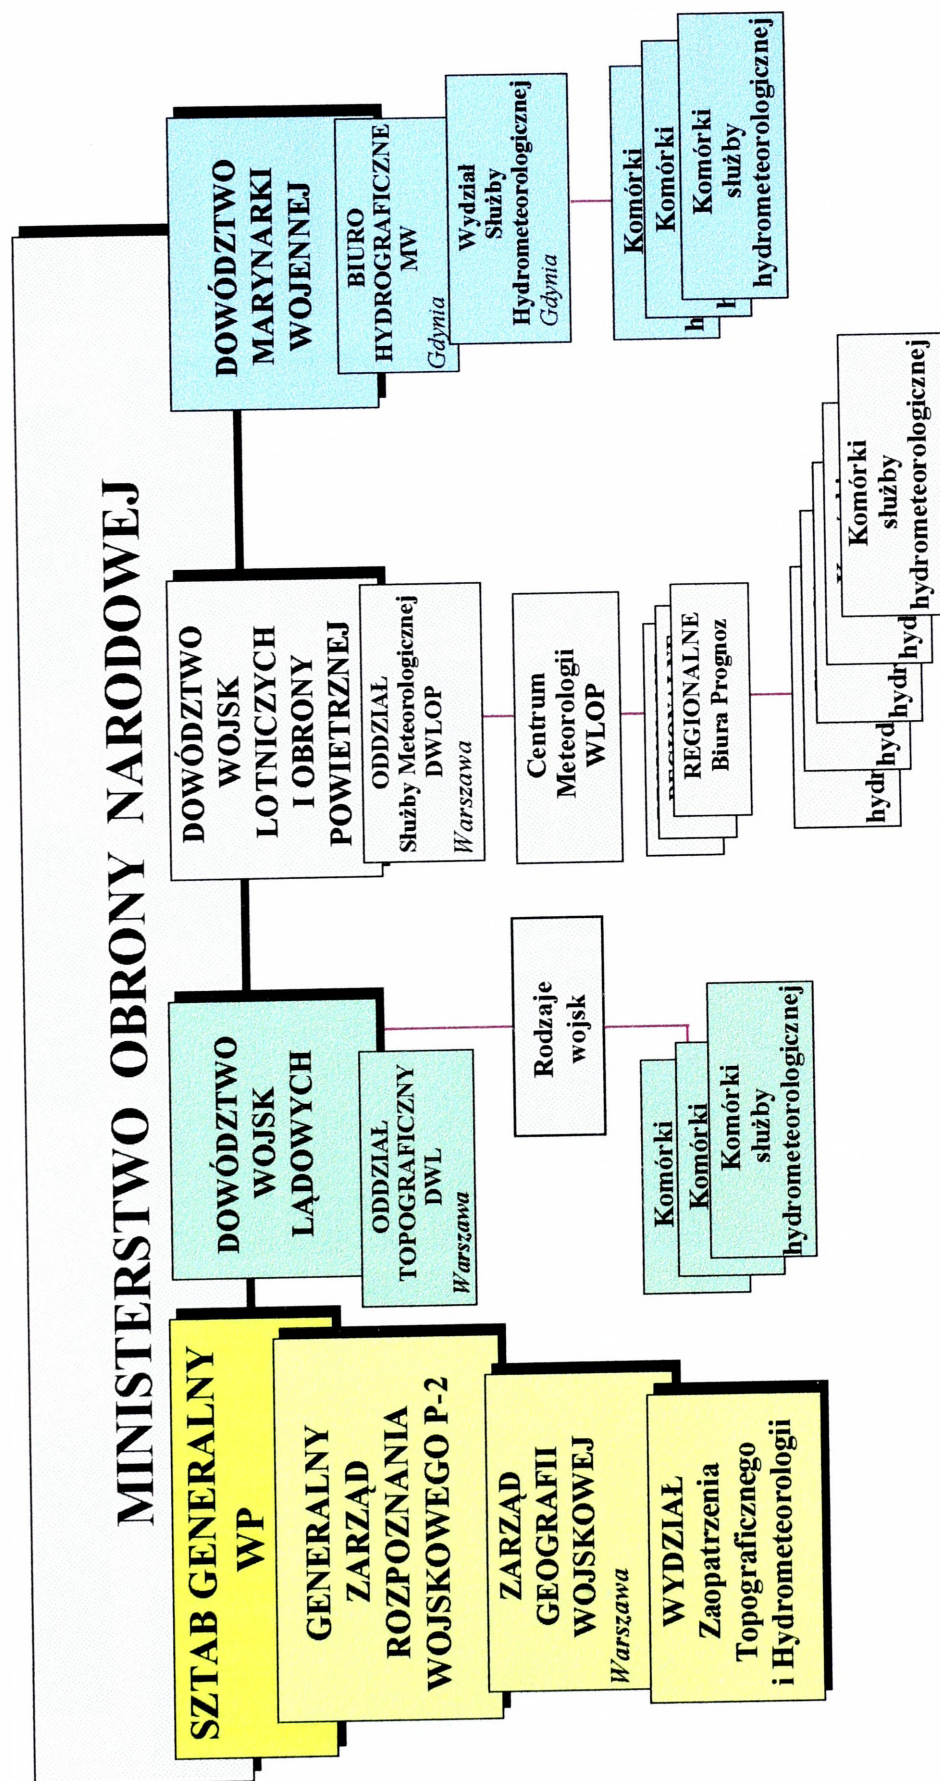 MINISTERSTWO OBRONY NARODOWEJ
SZTAB GENERALNY
WP
GENERALNY
ZARZĄD
ROZPOZNANIA
WOJSKOWEGO P-2
ZARZĄD
GEOGRAFII
WOJSKOWEJ
Warszawa
WYDZIAŁ
Zaopatrzenia
Topograficznego
i Hydrometeorologii
DOWÓDZTWO
WOJSK
LĄDOWYCH
ODDZIAŁ
TOPOGRAFICZNY
DWL
Warszawa
Rodzaje
wojsk
Komórki
Komórki
Komórki
służby
hydrometeorologicznej
DOWÓDZTWO
WOJSK
LOTNICZYCH
I OBRONY
POWIETRZNEJ
ODDZIAŁ
Służby Meteorologicznej
DWLOP
Warszawa
Centrum
Meteorologii
WLOP
REGIONALNE
REGIONALNE
Biura Prognoz
hydr
hydr
hydr
hyd
Komórki
służby
hydrometeorologicznej
DOWÓDZTWO
MARYNARKI
WOJENNEJ
BIURO
HYDROGRAFICZNE
MW
Gdynia
Wydział
Służby
Hydrometeorologicznej
Gdynia
Komórki
h
Komórki
h
Komórki
służby
hydrometeorologicznej